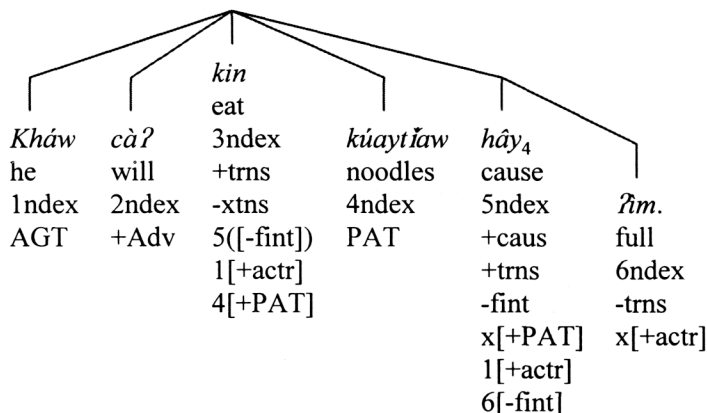 Kháw
he
1ndex
AGT
càʔ
will
2ndex
+Adv
kin
eat
3ndex
+trns
-xtns
5([-fint])
1[+actr]
4[+PAT]
kúaytǐaw
noodles
4ndex
PAT
hây₄
cause
5ndex
+caus
+trns
-fint
x[+PAT]
1[+actr]
6[-fint]
ʔìm.
full
6ndex
-trns
x[+actr]